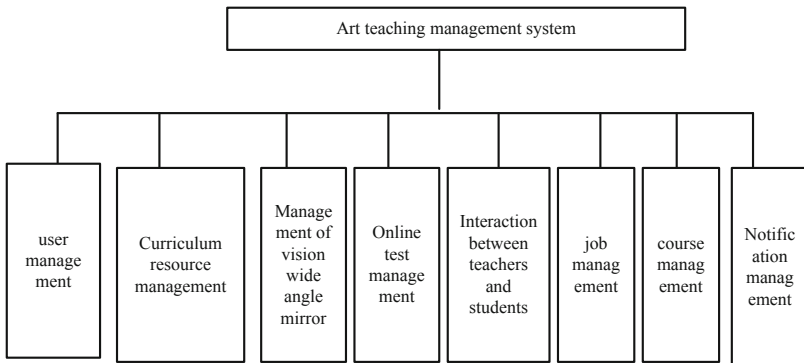 Art teaching management system
user
manage
ment
Curriculum
resource
management
Manage
ment of
vision
wide
angle
mirror
Online
test
manage
ment
Interaction
between
teachers
and
students
job
manag
ement
course
manag
ement
Notific
ation
manag
ement